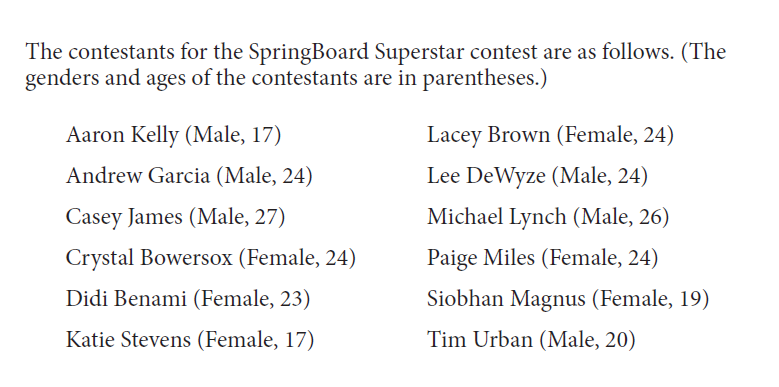 The contestants for the SpringBoard Superstar contest are as follows. (The
genders and ages of the contestants are in parentheses.)
Aaron Kelly (Male, 17)
Andrew Garcia (Male, 24)
Casey James (Male, 27)
Crystal Bowersox (Female, 24)
Didi Benami (Female, 23)
Katie Stevens (Female, 17)
Lacey Brown (Female, 24)
Lee DeWyze (Male, 24)
Michael Lynch (Male, 26)
Paige Miles (Female, 24)
Siobhan Magnus (Female, 19)
Tim Urban (Male, 20)